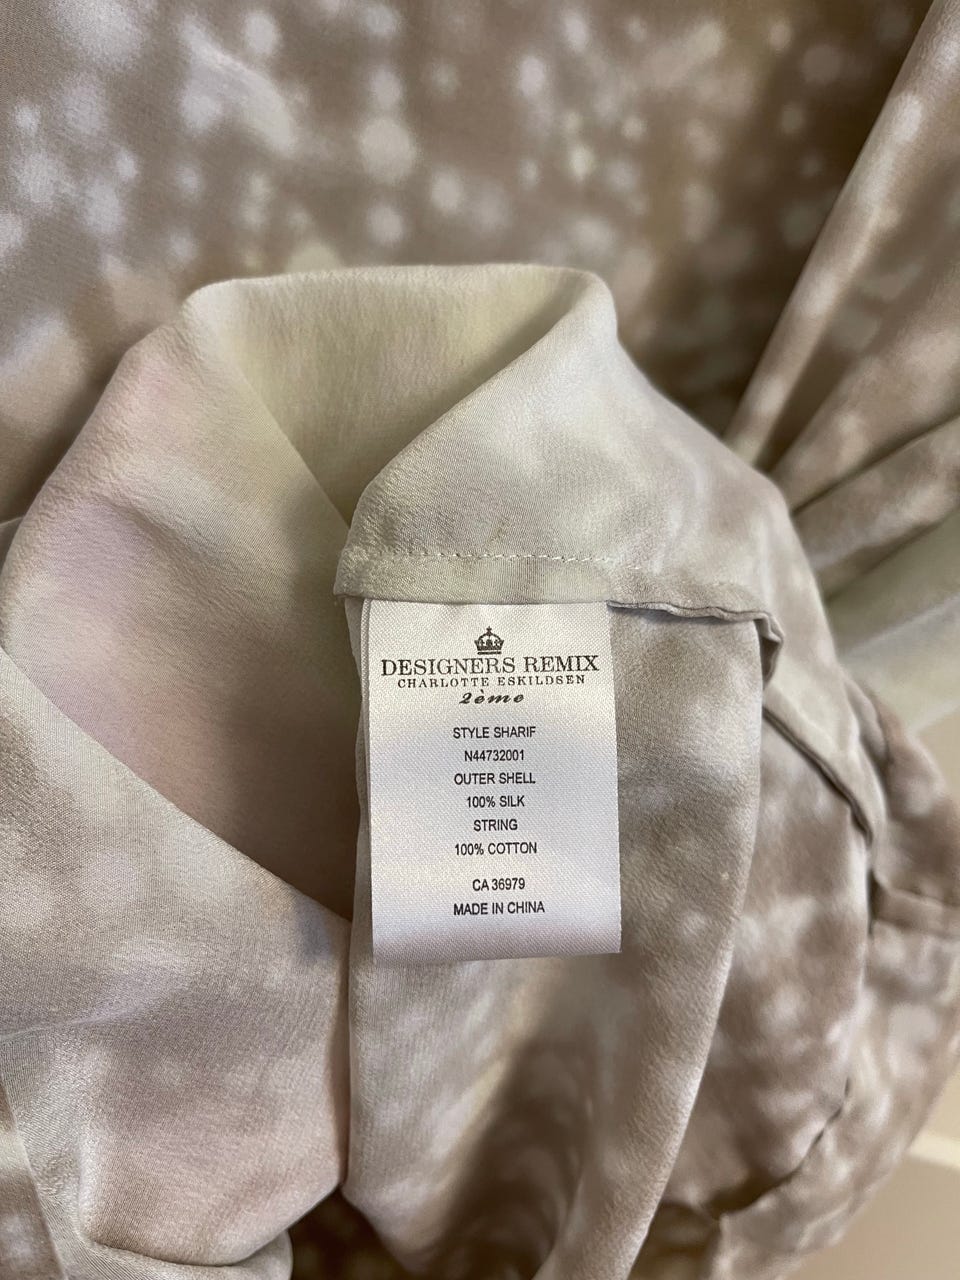 DESIGNERS REMIX
CHARLOTTE ESKILDSEN
2ème
STYLE SHARIF
N44732001
OUTER SHELL
100% SILK
STRING
100% COTTON
CA 36979
MADE IN CHINA